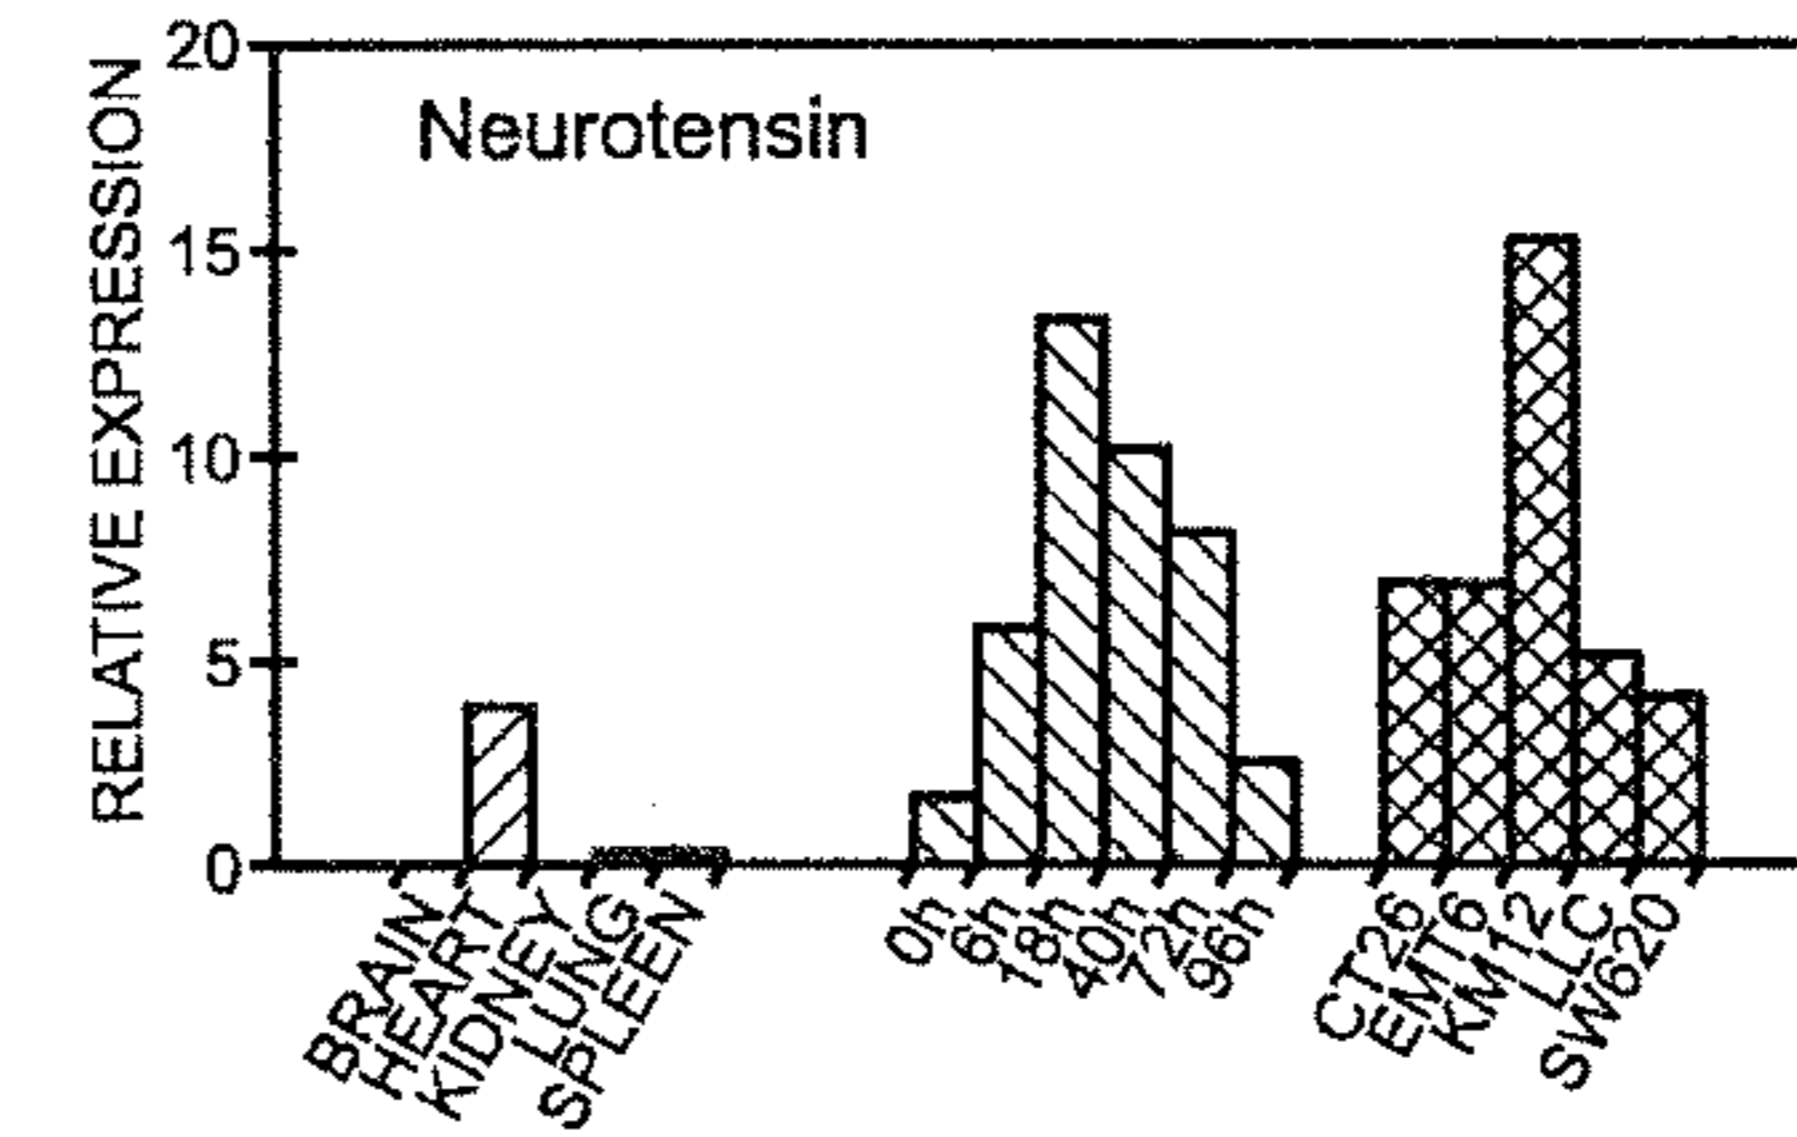 RELATIVE EXPRESSION
20
15
10
5
0
Neurotensin
BRAIN
HEART
KIDNEY
LUNG
SPLEEN
0h
6h
18h
40h
72h
96h
CT26
EMT6
KM12
LLC
SW620